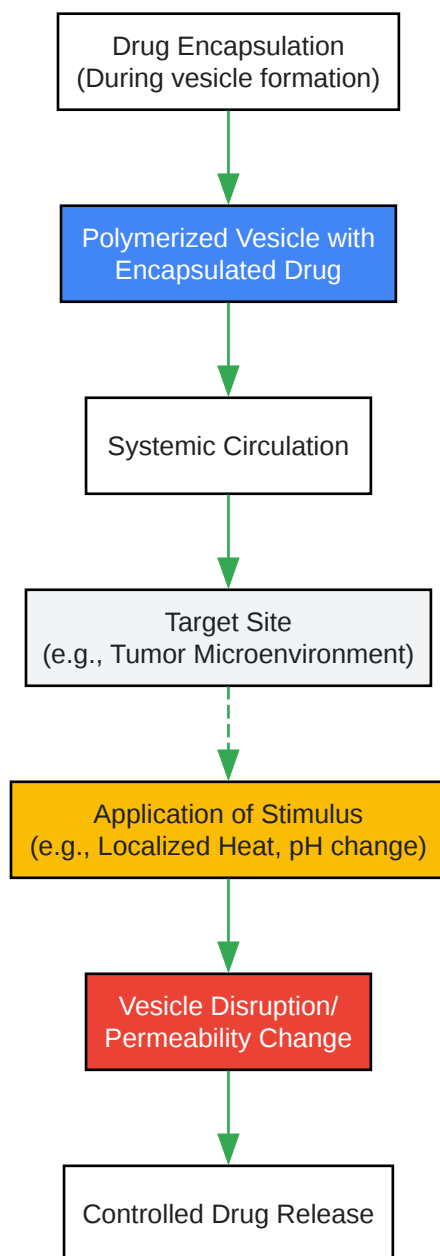 Drug Encapsulation
(During vesicle formation)
Polymerized Vesicle with
Encapsulated Drug
Systemic Circulation
Target Site
(e.g., Tumor Microenvironment)
Application of Stimulus
(e.g., Localized Heat, pH change)
Vesicle Disruption/
Permeability Change
Controlled Drug Release